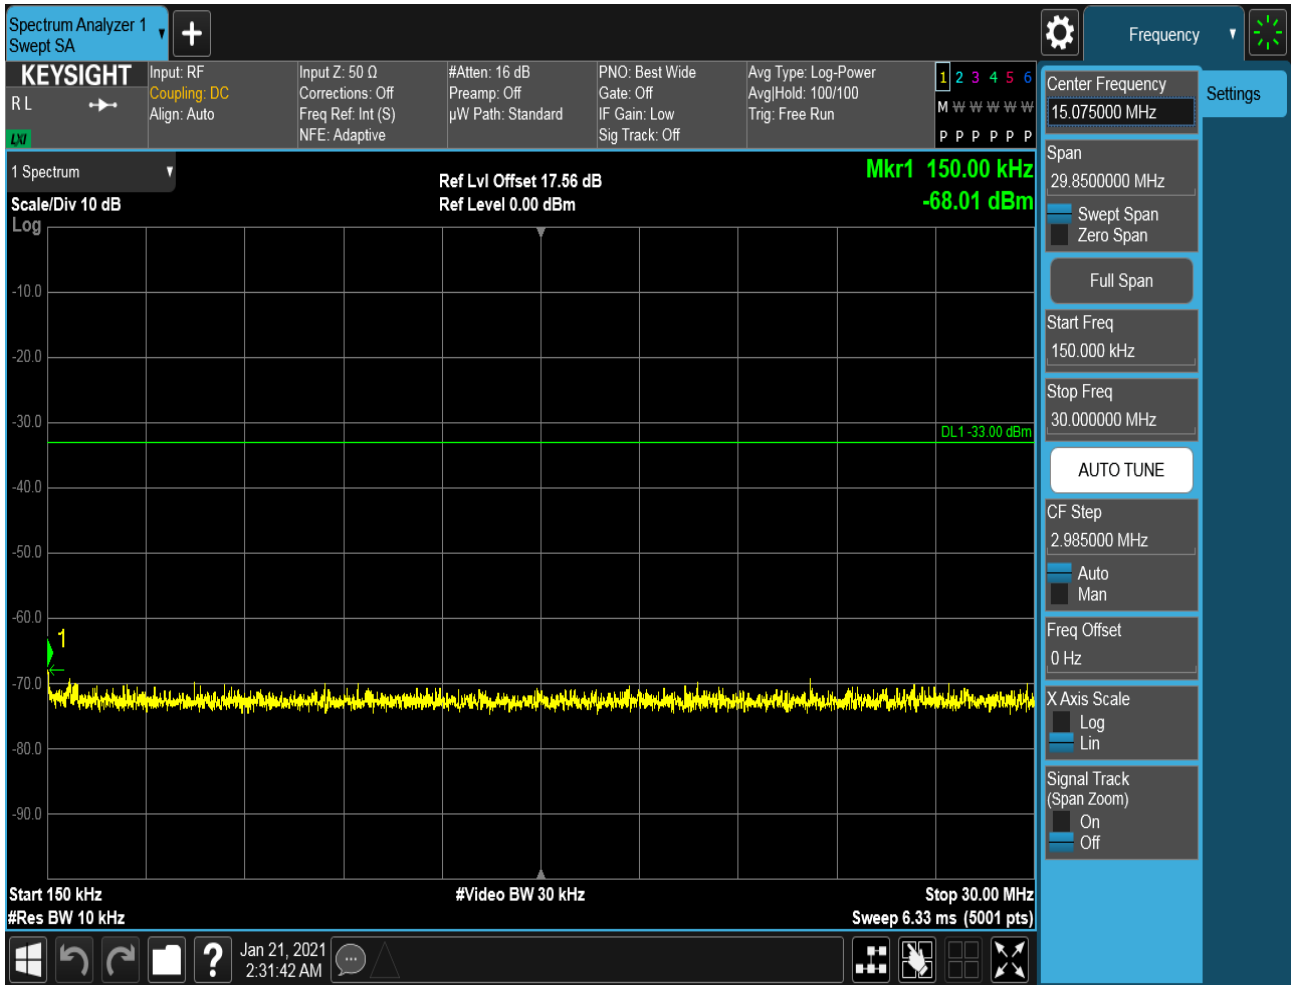 Spectrum Analyzer 1
Swept SA
+
Frequency
KEYSIGHT
R L
LXI
Input: RF
Coupling: DC
Align: Auto
Input Z: 50 Ω
Corrections: Off
Freq Ref: Int (S)
NFE: Adaptive
#Atten: 16 dB
Preamp: Off
µW Path: Standard
PNO: Best Wide
Gate: Off
IF Gain: Low
Sig Track: Off
Avg Type: Log-Power
Avg|Hold: 100/100
Trig: Free Run
1 2 3 4 5 6
M W W W W W
P P P P P P
1 Spectrum
Scale/Div 10 dB
Log
Ref Lvl Offset 17.56 dB
Ref Level 0.00 dBm
Mkr1 150.00 kHz
-68.01 dBm
-10.0
-20.0
-30.0
DL1 -33.00 dBm
-40.0
-50.0
-60.0
1
-70.0
-80.0
-90.0
Start 150 kHz
#Res BW 10 kHz
#Video BW 30 kHz
Stop 30.00 MHz
Sweep 6.33 ms (5001 pts)
Center Frequency
15.075000 MHz
Settings
Span
29.8500000 MHz
Swept Span
Zero Span
Full Span
Start Freq
150.000 kHz
Stop Freq
30.000000 MHz
AUTO TUNE
CF Step
2.985000 MHz
Auto
Man
Freq Offset
0 Hz
X Axis Scale
Log
Lin
Signal Track
(Span Zoom)
On
Off
?
Jan 21, 2021
2:31:42 AM